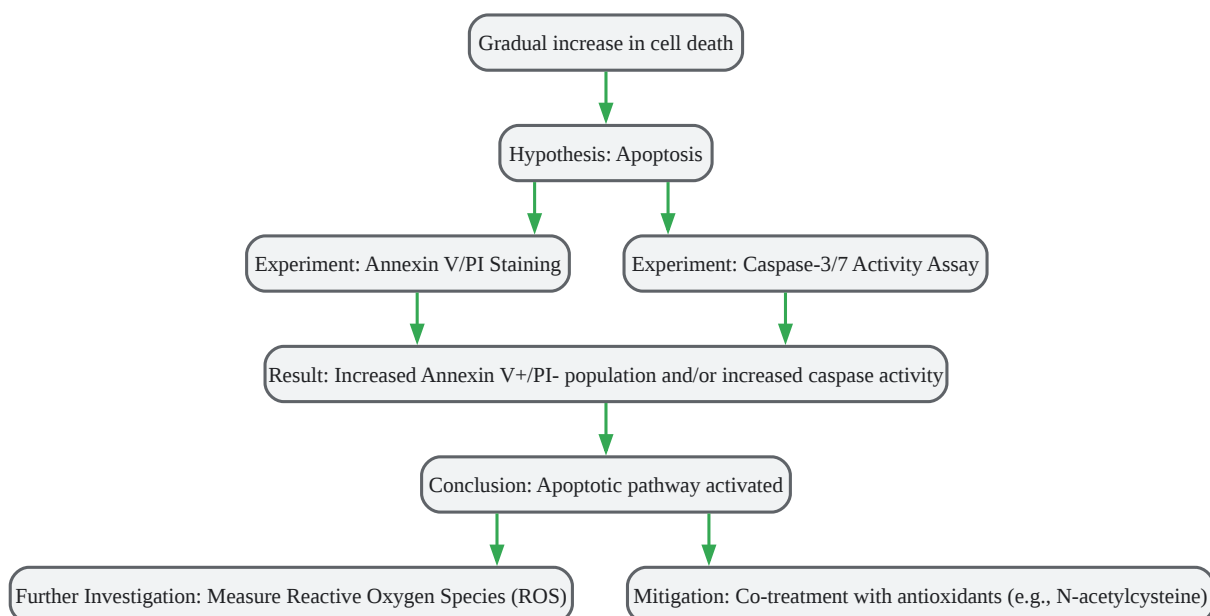 Gradual increase in cell death
Hypothesis: Apoptosis
Experiment: Annexin V/PI Staining
Experiment: Caspase-3/7 Activity Assay
Result: Increased Annexin V+/PI- population and/or increased caspase activity
Conclusion: Apoptotic pathway activated
Further Investigation: Measure Reactive Oxygen Species (ROS)
Mitigation: Co-treatment with antioxidants (e.g., N-acetylcysteine)